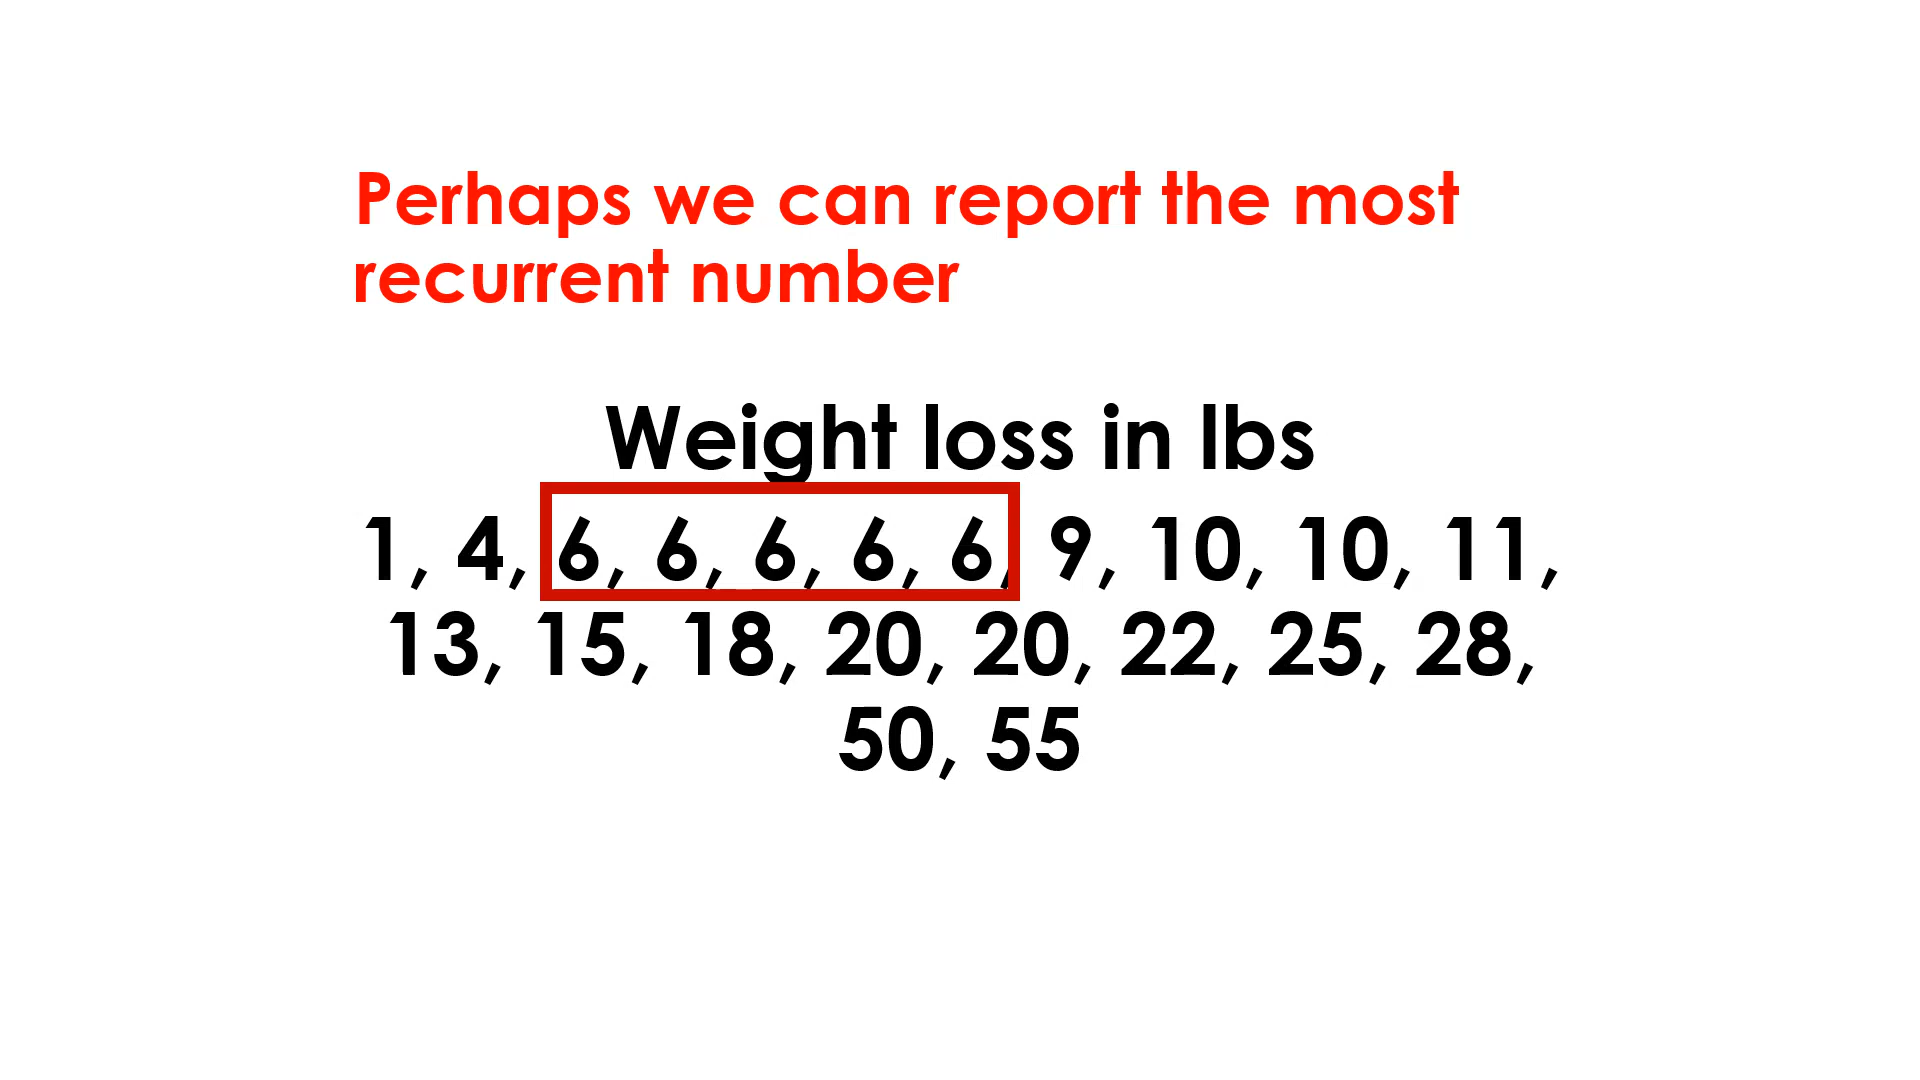 Perhaps we can report the most
recurrent number
Weight loss in lbs
1, 4, 6, 6, 6, 6, 6, 9, 10, 10, 11,
13, 15, 18, 20, 20, 22, 25, 28,
50, 55